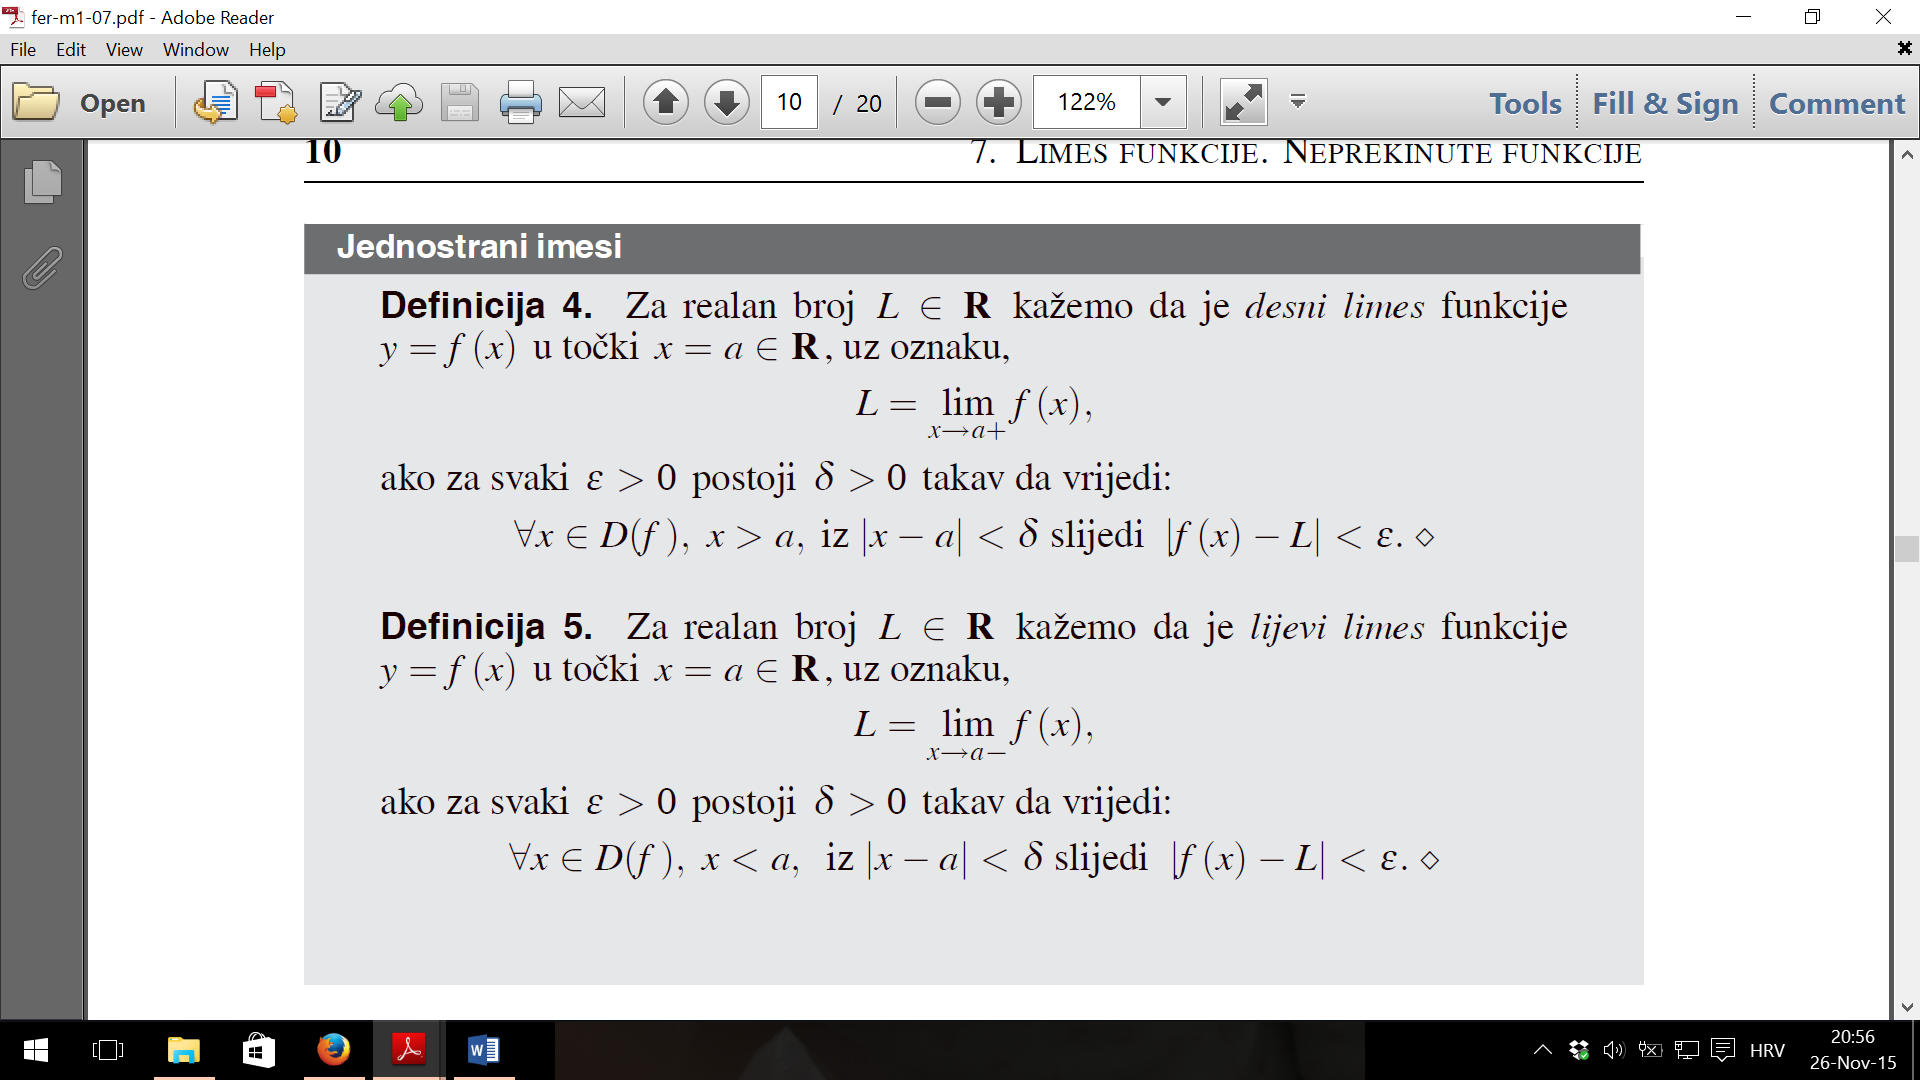 fer-m1-07.pdf - Adobe Reader
File Edit View Window Help
Open 10 / 20 122% Tools Fill & Sign Comment
10 7. LIMES FUNKCIJE. NEPREKINUTE FUNKCIJE
Jednostrani imesi
Definicija 4. Za realan broj L ∈ R kažemo da je desni limes funkcije
y = f (x) u točki x = a ∈ R, uz oznaku,
L = lim f (x),
x→a+
ako za svaki ε > 0 postoji δ > 0 takav da vrijedi:
∀x ∈ D(f), x > a, iz |x − a| < δ slijedi |f (x) − L| < ε. ◇
Definicija 5. Za realan broj L ∈ R kažemo da je lijevi limes funkcije
y = f (x) u točki x = a ∈ R, uz oznaku,
L = lim f (x),
x→a−
ako za svaki ε > 0 postoji δ > 0 takav da vrijedi:
∀x ∈ D(f), x < a, iz |x − a| < δ slijedi |f (x) − L| < ε. ◇
HRV 20:56
26-Nov-15